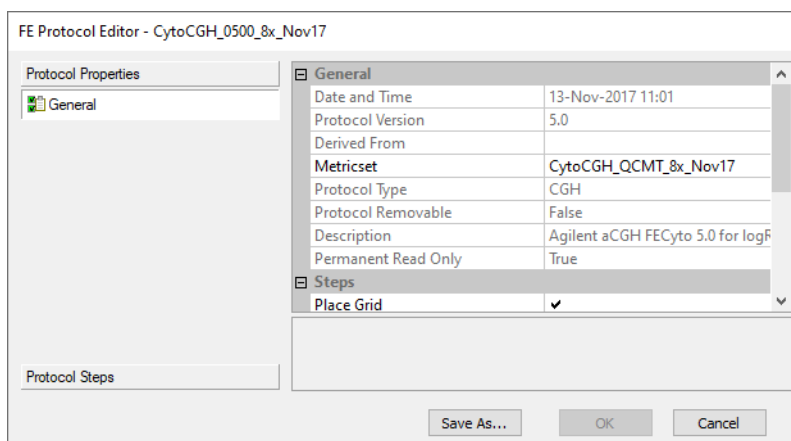 FE Protocol Editor - CytoCGH_0500_8x_Nov17
Protocol Properties
General
Protocol Steps
General
Date and Time 13-Nov-2017 11:01
Protocol Version 5.0
Derived From
Metricset CytoCGH_QCMT_8x_Nov17
Protocol Type CGH
Protocol Removable False
Description Agilent aCGH FECyto 5.0 for logR
Permanent Read Only True
Steps
Place Grid
Save As... OK Cancel